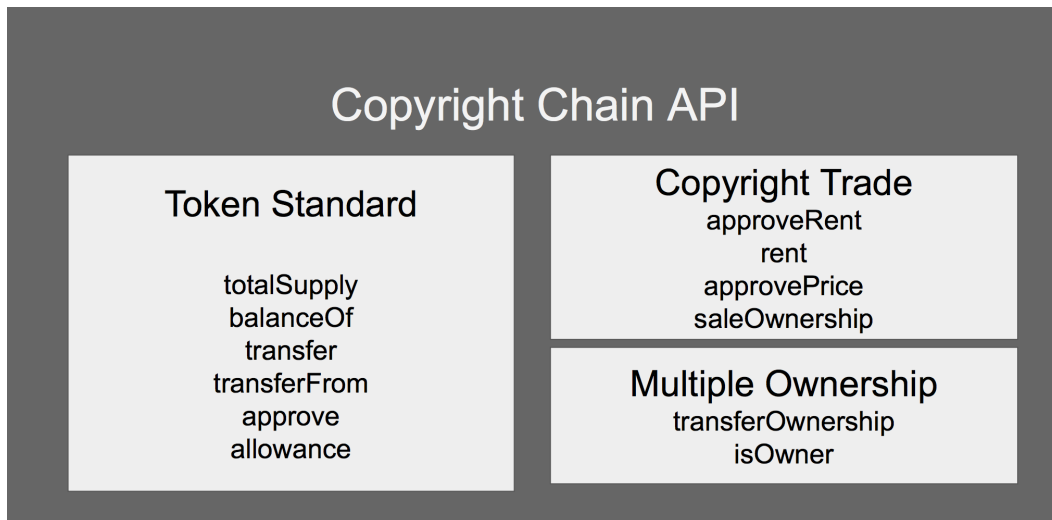 Copyright Chain API
Token Standard
totalSupply
balanceOf
transfer
transferFrom
approve
allowance
Copyright Trade
approveRent
rent
approvePrice
saleOwnership
Multiple Ownership
transferOwnership
isOwner